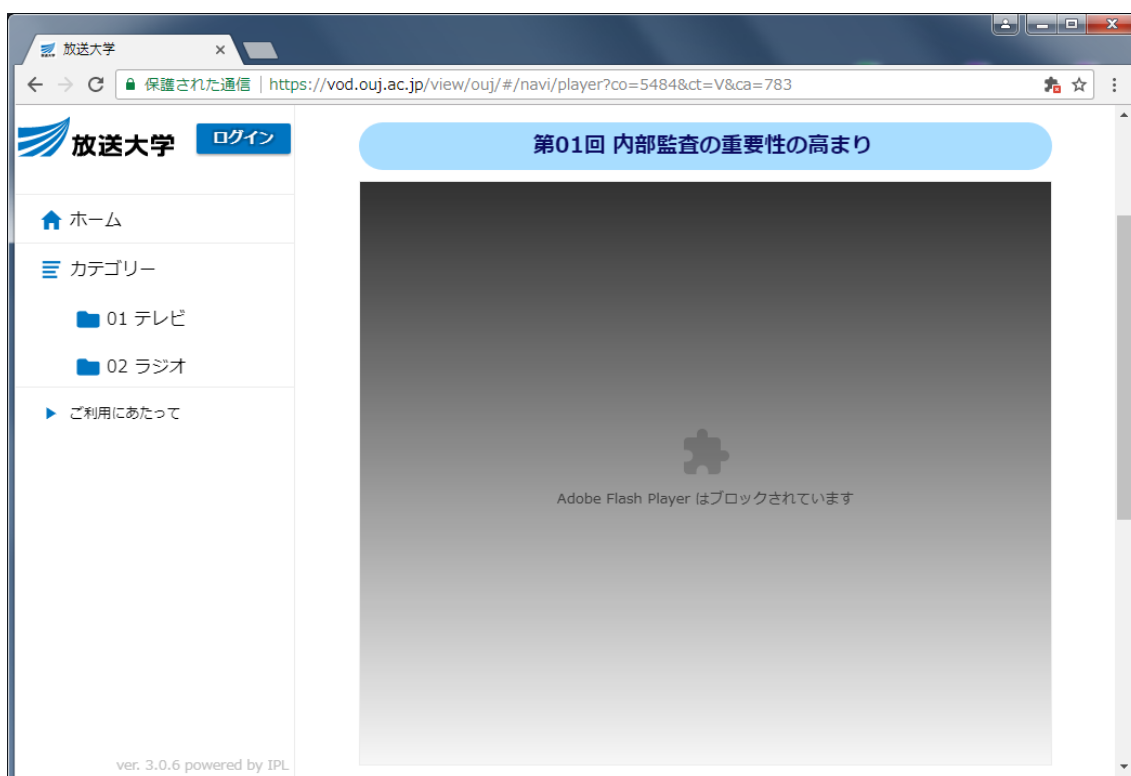 放送大学
保護された通信 | https://vod.ouj.ac.jp/view/ouj/#/navi/player?co=5484&ct=V&ca=783
放送大学
ログイン
第01回 内部監査の重要性の高まり
ホーム
カテゴリー
01 テレビ
02 ラジオ
ご利用にあたって
Adobe Flash Player はブロックされています
ver. 3.0.6 powered by IPL